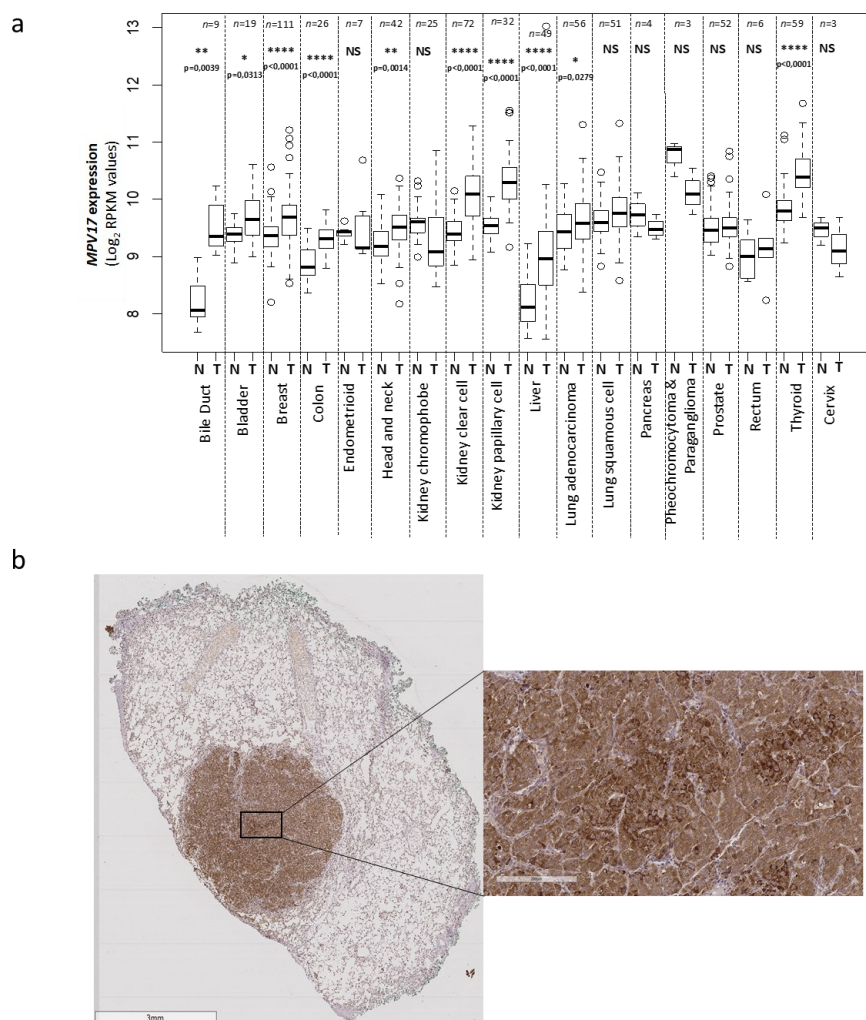 a
n=9 n=19 n=111 n=26 n=7 n=42 n=25 n=72 n=32 n=49 n=56 n=51 n=4 n=3 n=52 n=6 n=59 n=3
** * **** **** NS ** NS **** **** **** * NS NS NS NS NS **** NS
p=0,0039 p=0,0313 p<0,0001 p<0,0001 p=0,0014 p<0,0001 p<0,0001 p<0,0001 p=0,0279 p<0,0001
13
12
11
10
9
8
MPV17 expression
(Log2 RPKM values)
N T N T N T N T N T N T N T N T N T N T N T N T N T N T N T N T N T N T
Bile Duct
Bladder
Breast
Colon
Endometrioid
Head and neck
Kidney chromophobe
Kidney clear cell
Kidney papillary cell
Liver
Lung adenocarcinoma
Lung squamous cell
Pancreas
Pheochromocytoma &
Paraganglioma
Prostate
Rectum
Thyroid
Cervix
b
3mm